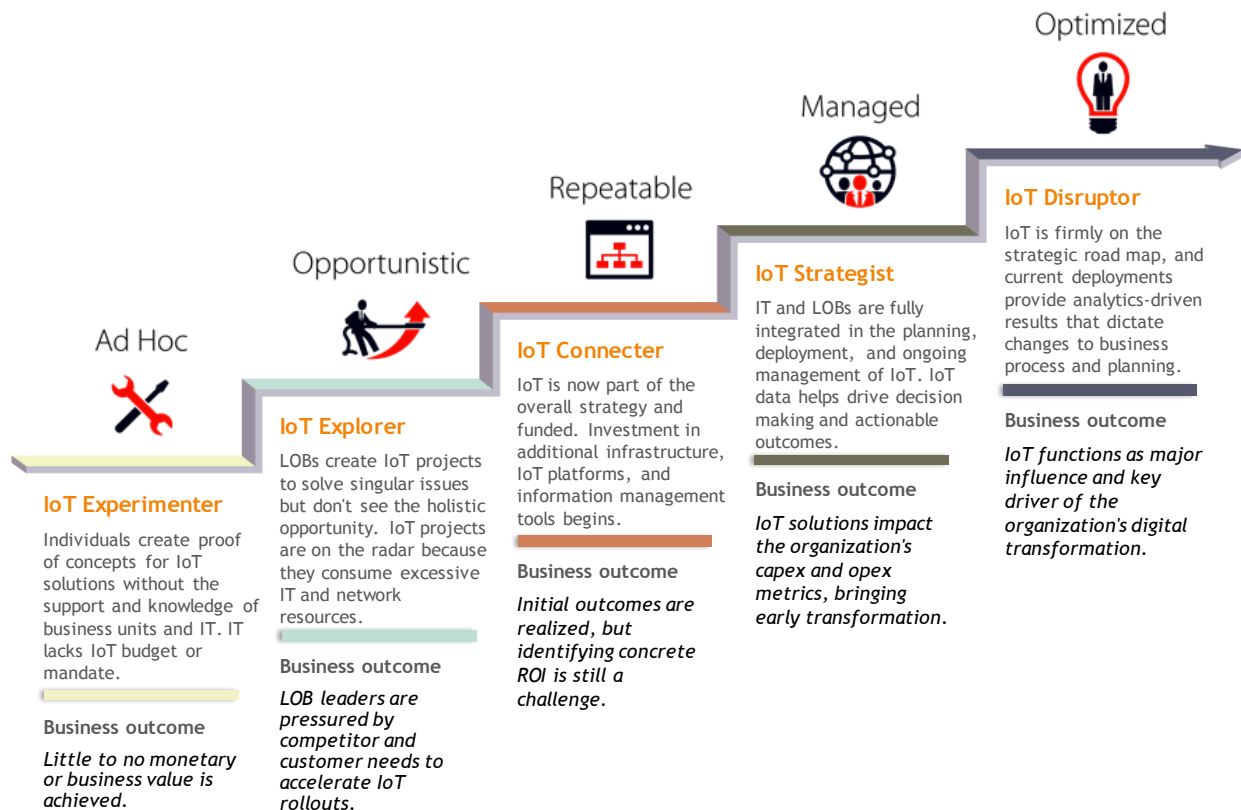 Ad Hoc
IoT Experimenter
Individuals create proof
of concepts for IoT
solutions without the
support and knowledge of
business units and IT. IT
lacks IoT budget or
mandate.
Business outcome
Little to no monetary
or business value is
achieved.
Opportunistic
IoT Explorer
LOBs create IoT projects
to solve singular issues
but don't see the holistic
opportunity. IoT projects
are on the radar because
they consume excessive
IT and network
resources.
Business outcome
LOB leaders are
pressured by
competitor and
customer needs to
accelerate IoT
rollouts.
Repeatable
IoT Connecter
IoT is now part of the
overall strategy and
funded. Investment in
additional infrastructure,
IoT platforms, and
information management
tools begins.
Business outcome
Initial outcomes are
realized, but
identifying concrete
ROI is still a
challenge.
Managed
IoT Strategist
IT and LOBs are fully
integrated in the planning,
deployment, and ongoing
management of IoT. IoT
data helps drive decision
making and actionable
outcomes.
Business outcome
IoT solutions impact
the organization's
capex and opex
metrics, bringing
early transformation.
Optimized
IoT Disruptor
IoT is firmly on the
strategic road map, and
current deployments
provide analytics-driven
results that dictate
changes to business
process and planning.
Business outcome
IoT functions as major
influence and key
driver of the
organization's digital
transformation.